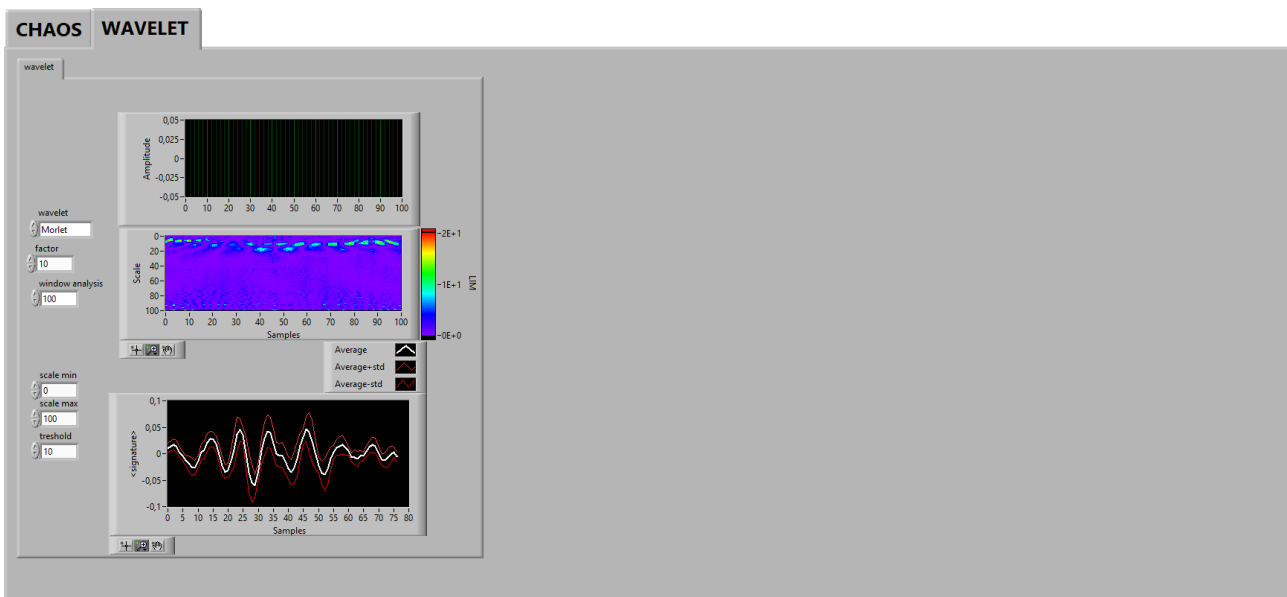 CHAOS WAVELET
wavelet
0,05
0,025
0
-0,025
-0,05
Amplitude
0 10 20 30 40 50 60 70 80 90 100
wavelet
Morlet
factor
10
window analysis
100
0
20
40
60
80
100
Scale
0 10 20 30 40 50 60 70 80 90 100
Samples
2E+1
1E+1
0E+0
LIM
Average
Average+std
Average-std
scale min
0
scale max
100
treshold
10
0,1
0,05
0
-0,05
-0,1
<signature>
0 5 10 15 20 25 30 35 40 45 50 55 60 65 70 75 80
Samples